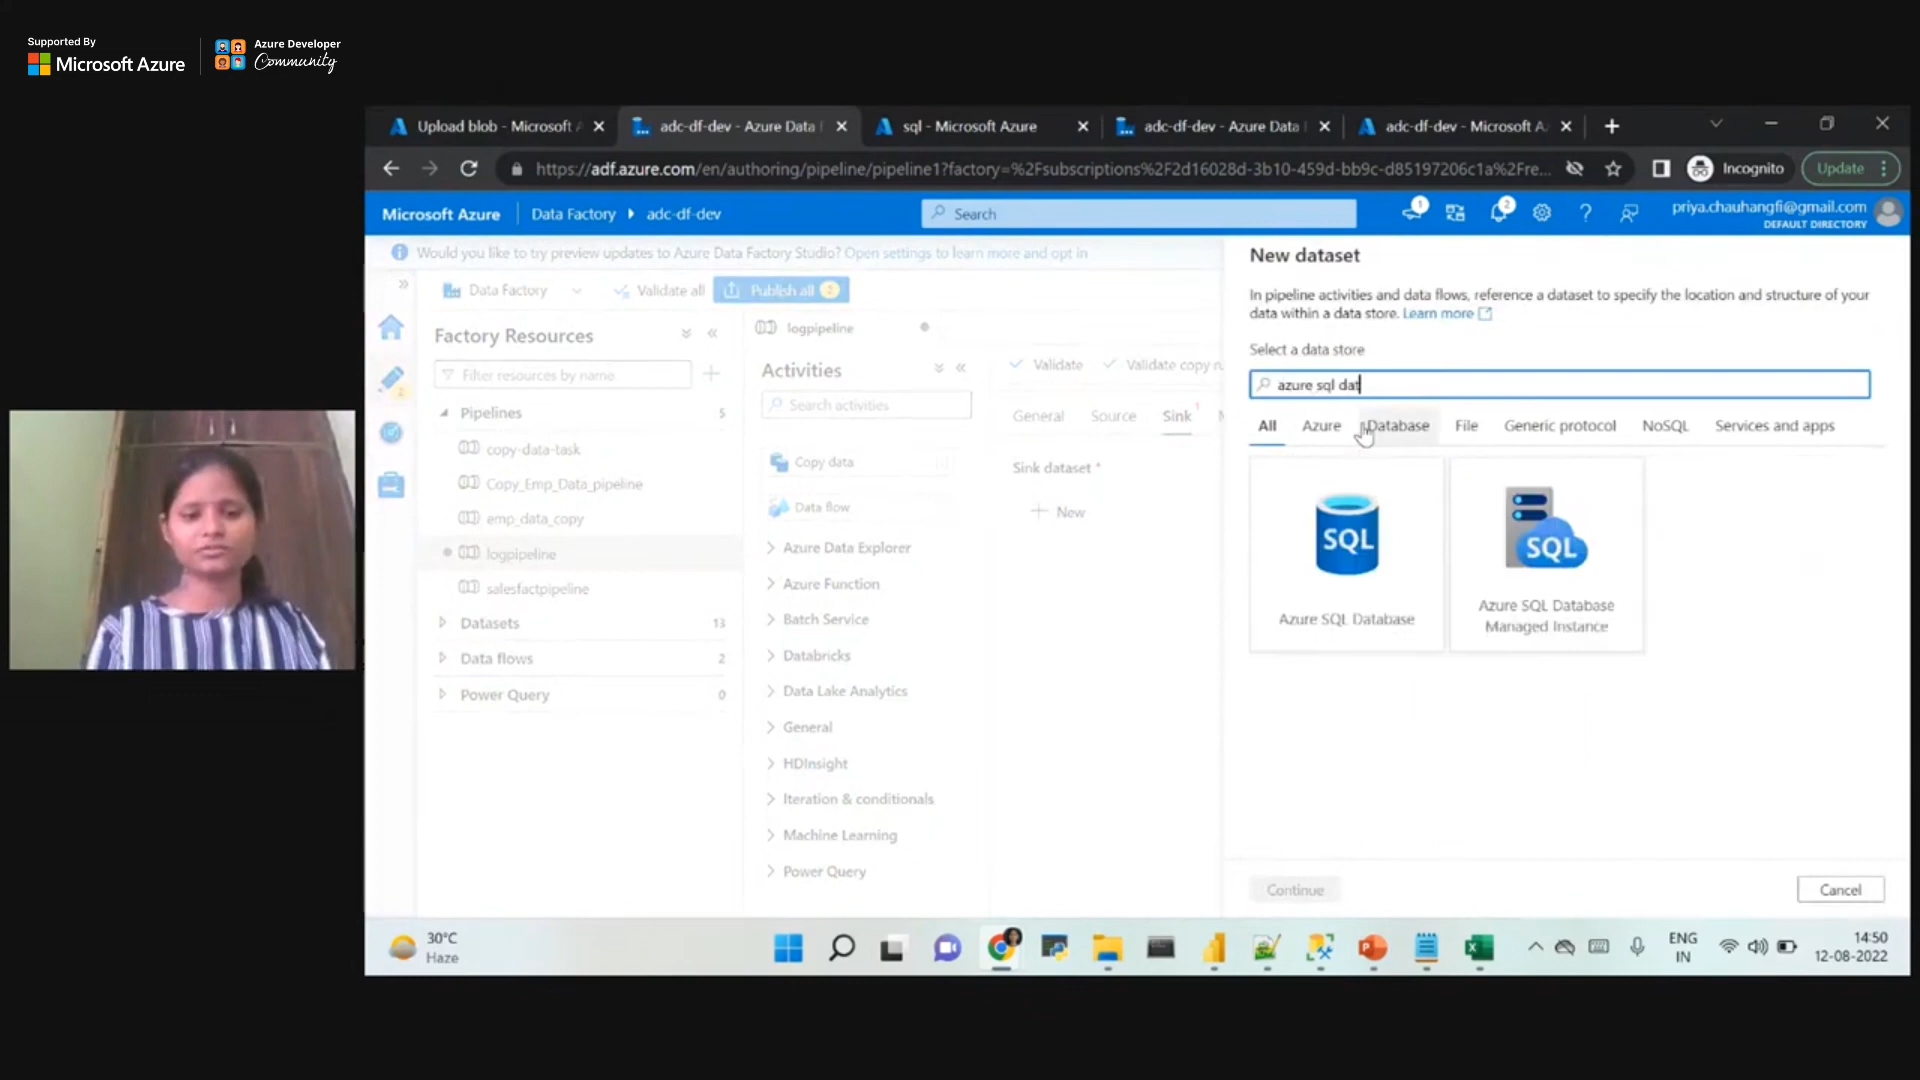 Supported By
Microsoft Azure
Azure Developer
Community
Upload blob - Microsoft A
adc-df-dev - Azure Data
sql - Microsoft Azure
adc-df-dev - Azure Data
adc-df-dev - Microsoft A
https://adf.azure.com/en/authoring/pipeline/pipeline1?factory=%2Fsubscriptions%2F2d16028d-3b10-459d-bb9c-d85197206c1a%2Fre...
Incognito
Update
Microsoft Azure
Data Factory
adc-df-dev
Search
1
2
priya.chauhangfi@gmail.com
DEFAULT DIRECTORY
Would you like to try preview updates to Azure Data Factory Studio? Open settings to learn more and opt in
Data Factory
Validate all
Publish all 2
Factory Resources
Filter resources by name
Pipelines 5
copy-data-task
Copy_Emp_Data_pipeline
emp_data_copy
logpipeline
salesfactpipeline
Datasets 13
Data flows 2
Power Query 0
logpipeline
Activities
Search activities
Copy data
Data flow
Azure Data Explorer
Azure Function
Batch Service
Databricks
Data Lake Analytics
General
HDInsight
Iteration & conditionals
Machine Learning
Power Query
Validate
Validate copy ru
General
Source
Sink 1
Sink dataset *
New
New dataset
In pipeline activities and data flows, reference a dataset to specify the location and structure of your
data within a data store. Learn more
Select a data store
azure sql dat
All
Azure
Database
File
Generic protocol
NoSQL
Services and apps
SQL
Azure SQL Database
SQL
Azure SQL Database
Managed Instance
Continue
Cancel
30°C
Haze
ENG
IN
14:50
12-08-2022